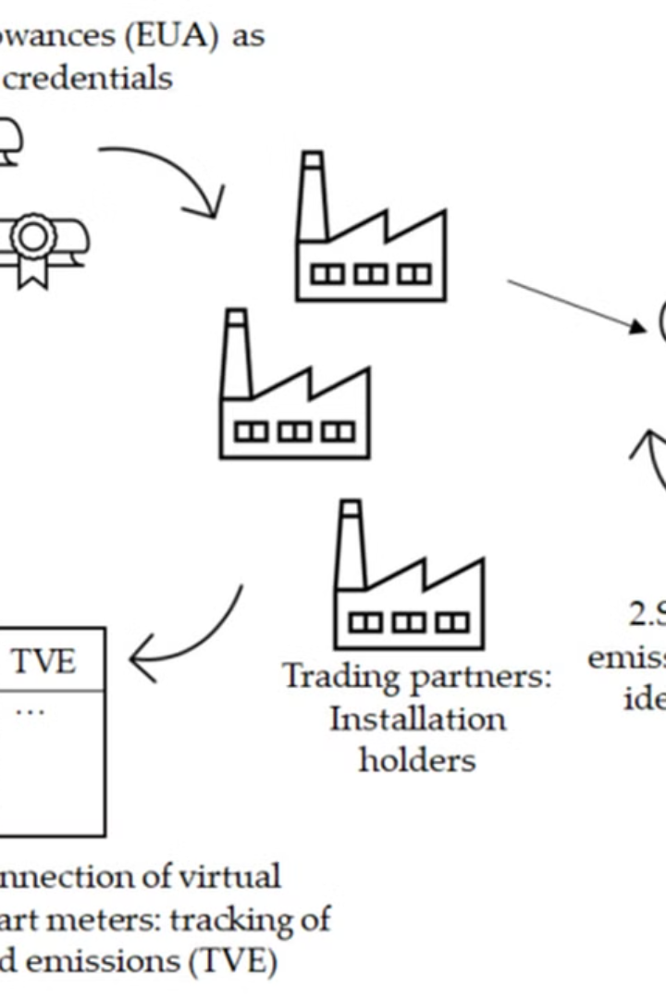 owances (EUA) as
credentials
TVE
...
Trading partners:
Installation
holders
2.S
emiss
ide
nnection of virtual
art meters: tracking of
d emissions (TVE)